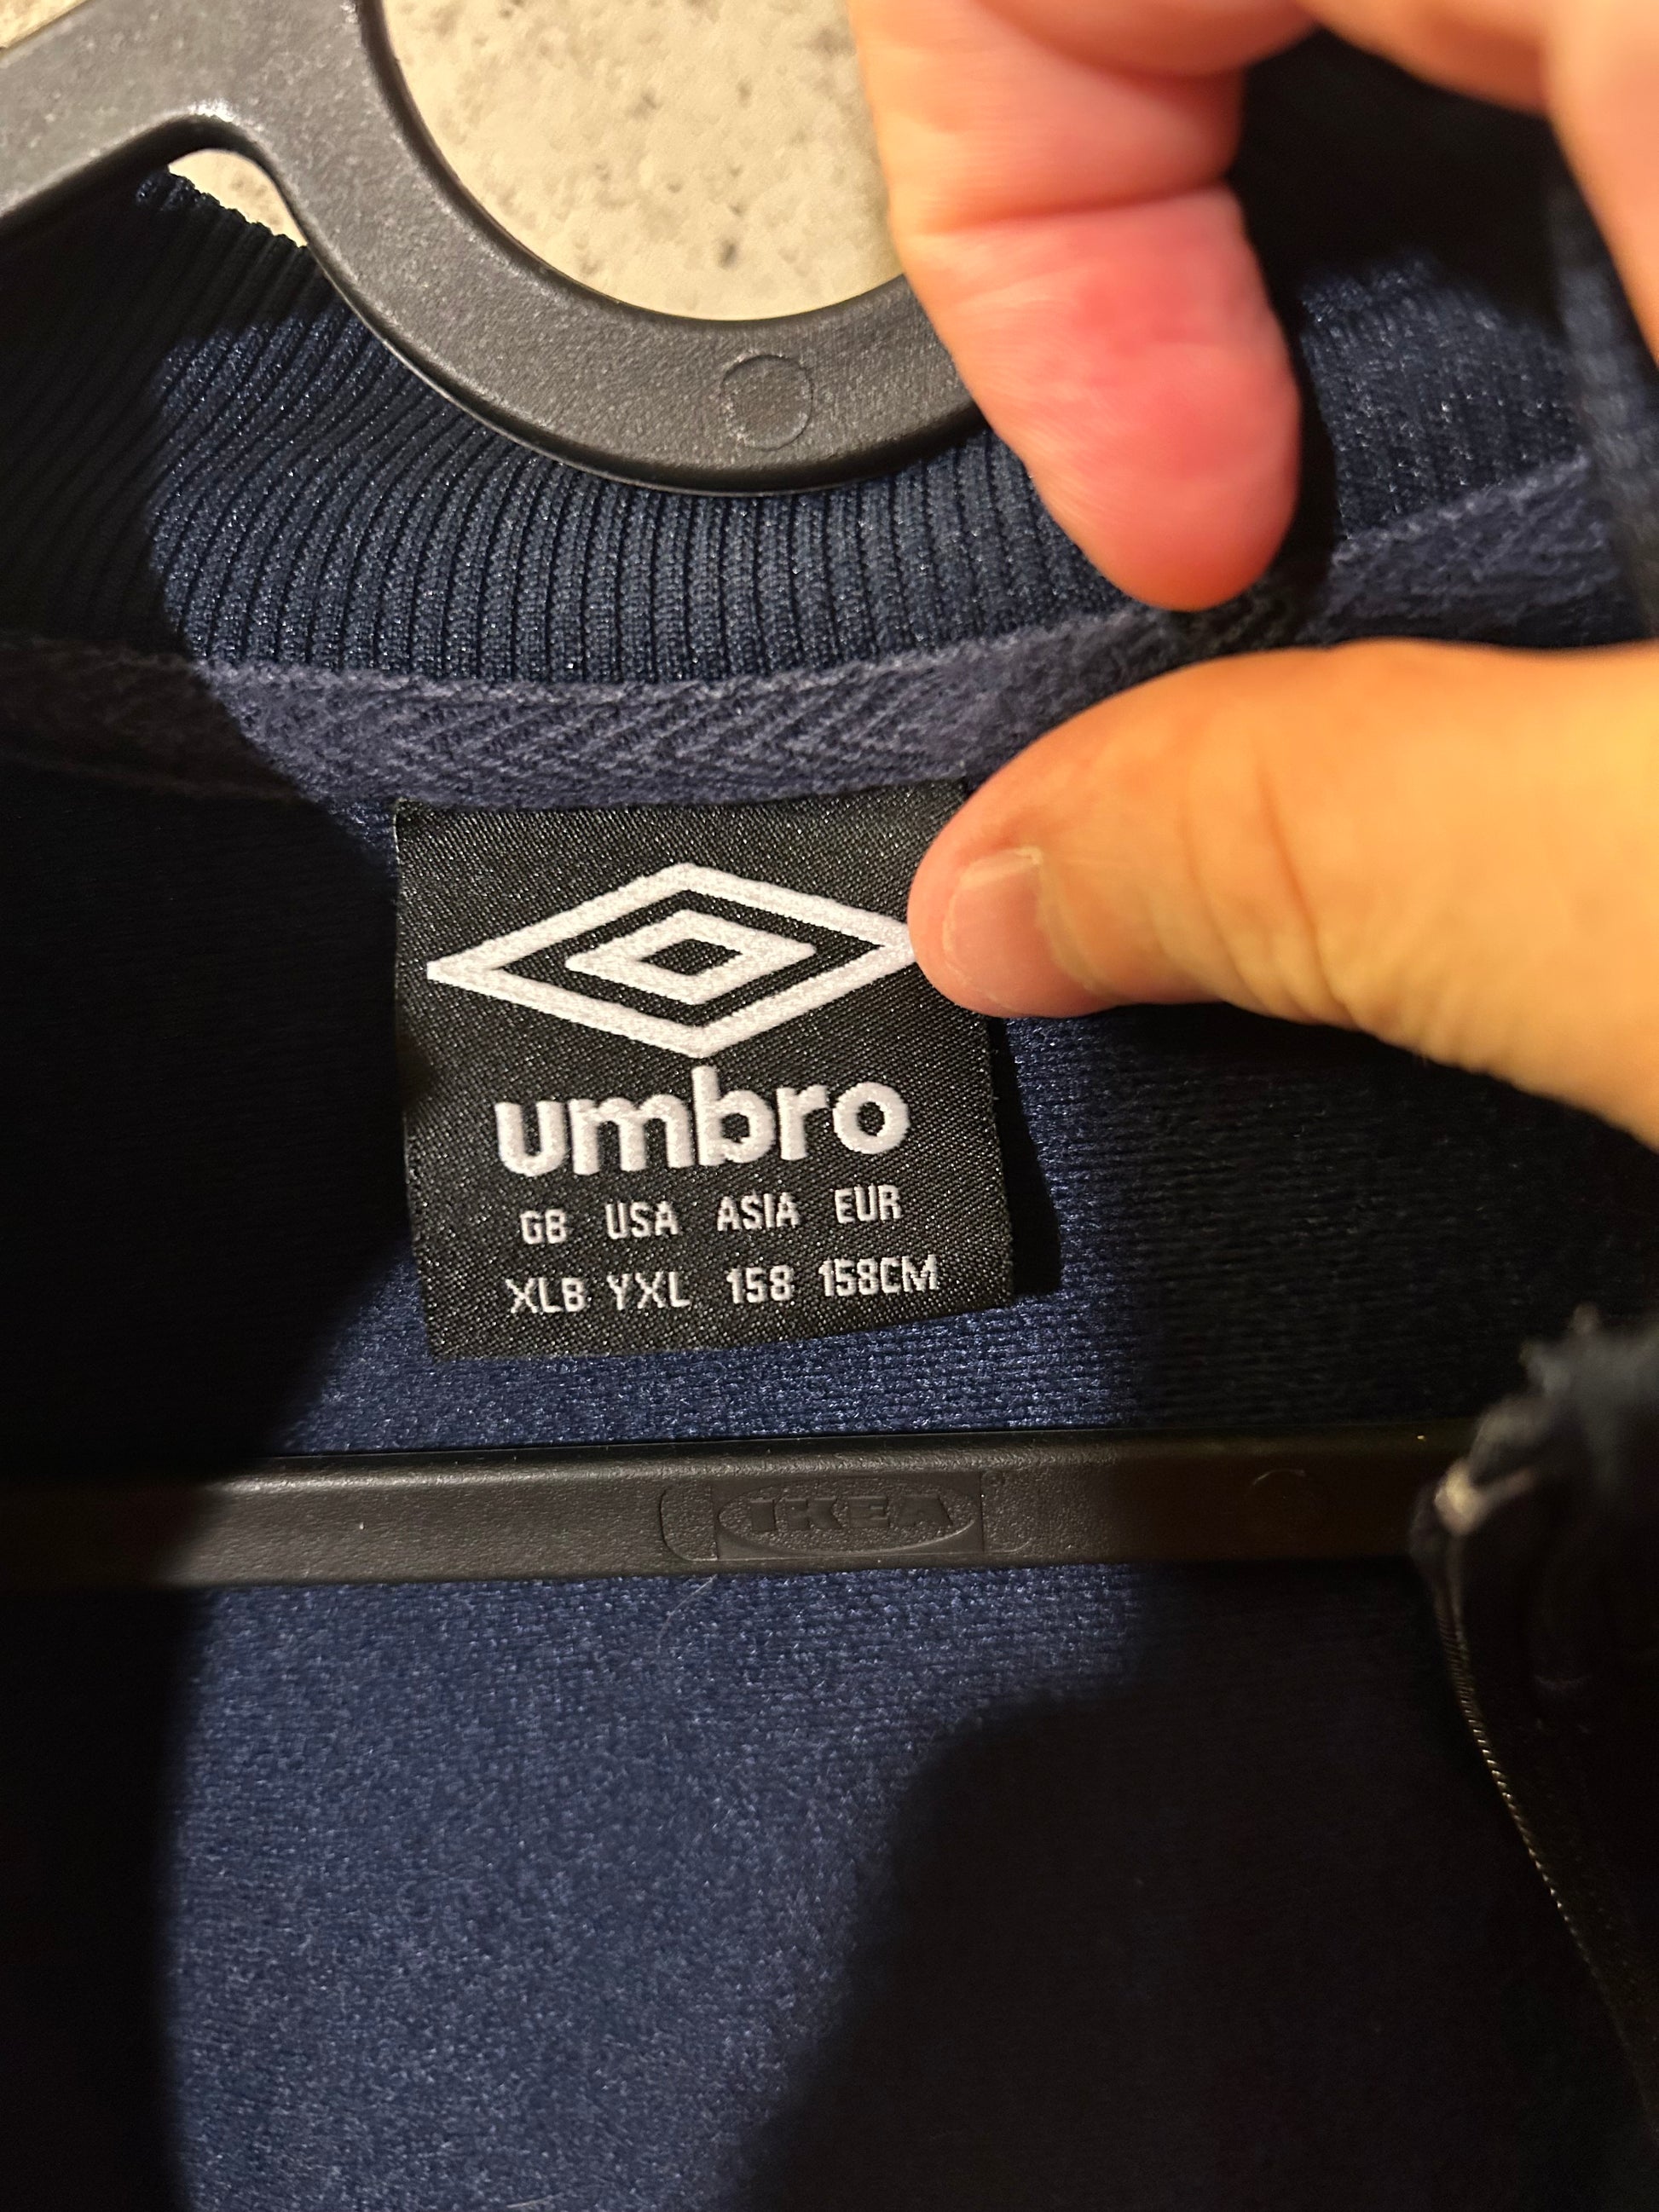 umbro
GB USA ASIA EUR
XLB YXL 158 158CM
IKEA